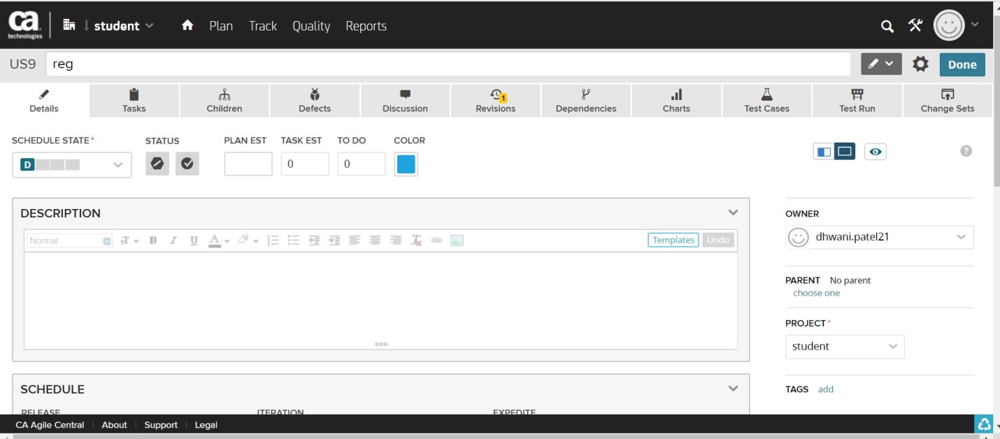 ca
technologies
student
Plan
Track
Quality
Reports
US9
reg
Done
Details
Tasks
Children
Defects
Discussion
1
Revisions
Dependencies
Charts
Test Cases
Test Run
Change Sets
SCHEDULE STATE*
STATUS
PLAN EST
TASK EST
TO DO
COLOR
D
0
0
?
DESCRIPTION
Normal
T
B
I
U
A
Templates
Undo
OWNER
dhwani.patel21
PARENT No parent
choose one
PROJECT*
student
TAGS add
SCHEDULE
RELEASE
ITERATION
EXPEDITE
CA Agile Central
About
Support
Legal